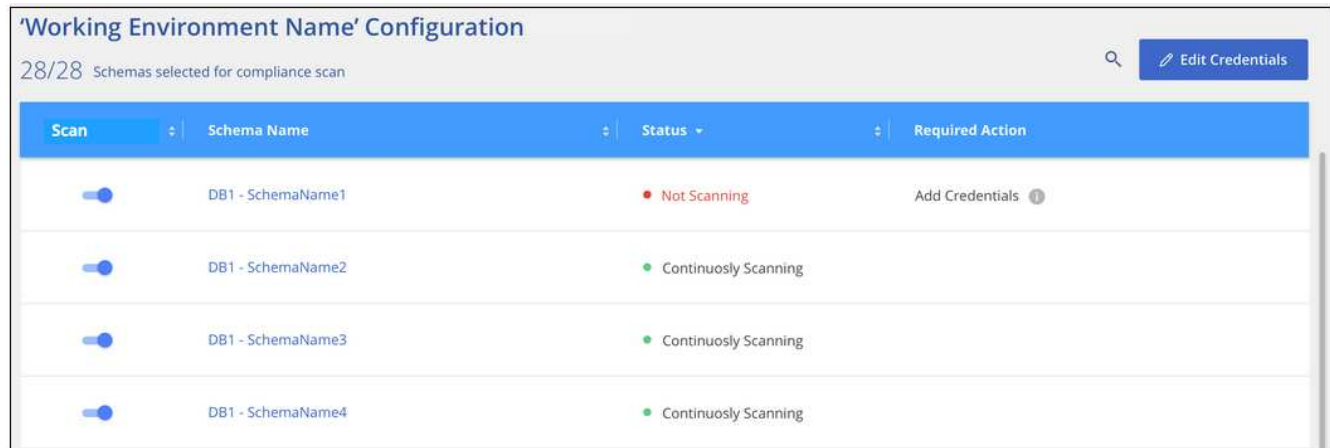 ‘Working Environment Name’ Configuration
28/28 Schemas selected for compliance scan
Edit Credentials
Scan Schema Name Status Required Action
DB1 - SchemaName1 Not Scanning Add Credentials
DB1 - SchemaName2 Continuosly Scanning
DB1 - SchemaName3 Continuosly Scanning
DB1 - SchemaName4 Continuosly Scanning